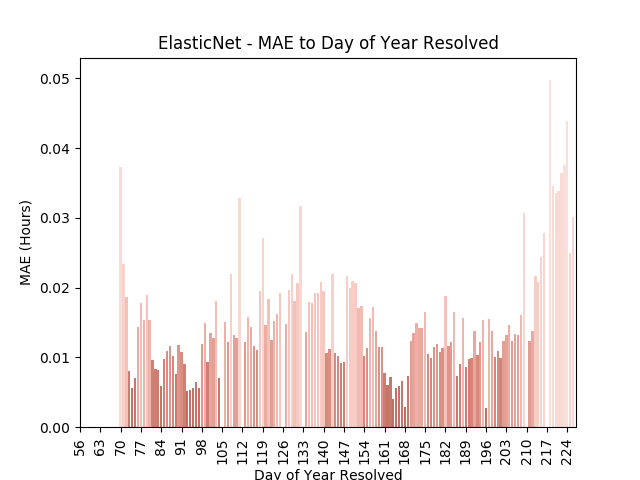 ElasticNet - MAE to Day of Year Resolved
0.05
0.04
0.03
0.02
0.01
0.00
MAE (Hours)
56 63 70 77 84 91 98 105 112 119 126 133 140 147 154 161 168 175 182 189 196 203 210 217 224
Day of Year Resolved